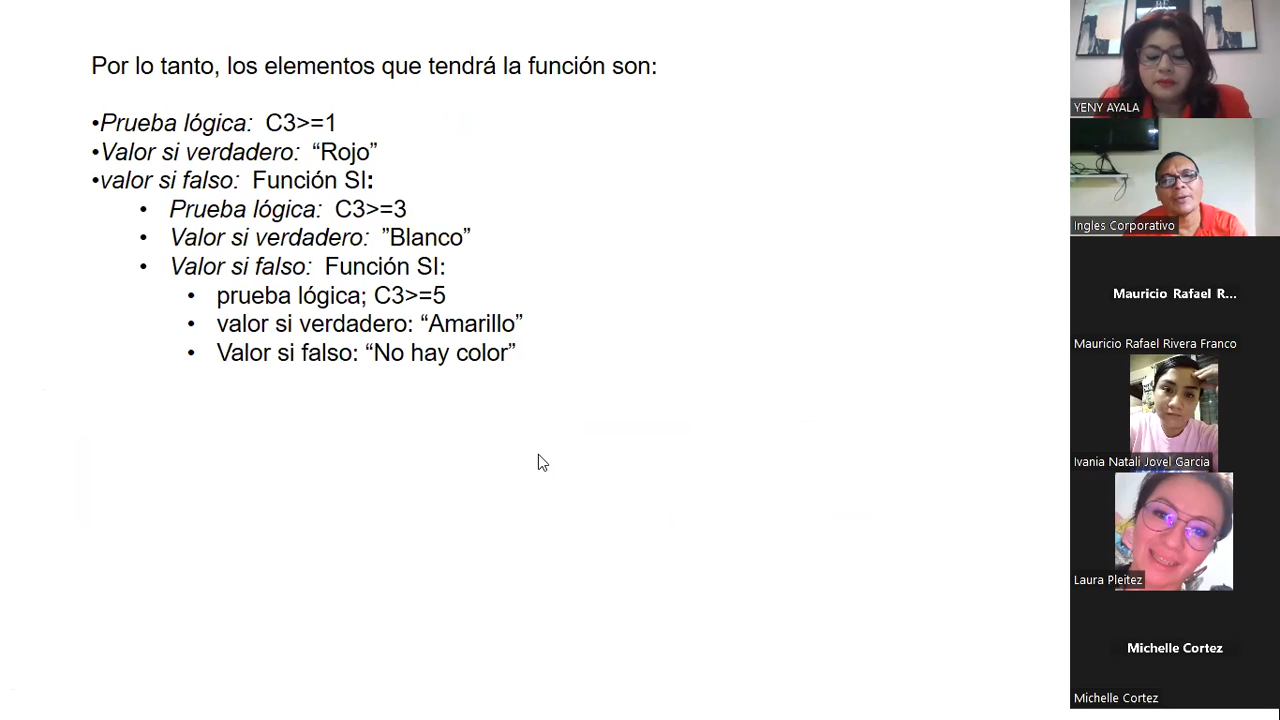 Por lo tanto, los elementos que tendrá la función son:
•Prueba lógica: C3>=1
•Valor si verdadero: “Rojo”
•valor si falso: Función SI:
• Prueba lógica: C3>=3
• Valor si verdadero: ”Blanco”
• Valor si falso: Función SI:
• prueba lógica; C3>=5
• valor si verdadero: “Amarillo”
• Valor si falso: “No hay color”
YENY AYALA
Ingles Corporativo
Mauricio Rafael R...
Mauricio Rafael Rivera Franco
Ivania Natali Jovel Garcia
Laura Pleitez
Michelle Cortez
Michelle Cortez